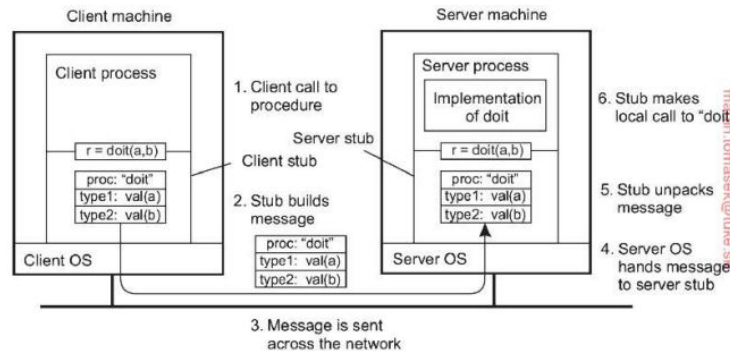 Client machine
Server machine
Client process
1. Client call to
procedure
Server process
Implementation
of doit
6. Stub makes
local call to "doit
Server stub
r = doit(a,b)
Client stub
r = doit(a,b)
proc: "doit"
type1: val(a)
type2: val(b)
2. Stub builds
message
proc: "doit"
type1: val(a)
type2: val(b)
proc: "doit"
type1: val(a)
type2: val(b)
5. Stub unpacks
message
4. Server OS
hands message
to server stub
Client OS
Server OS
3. Message is sent
across the network